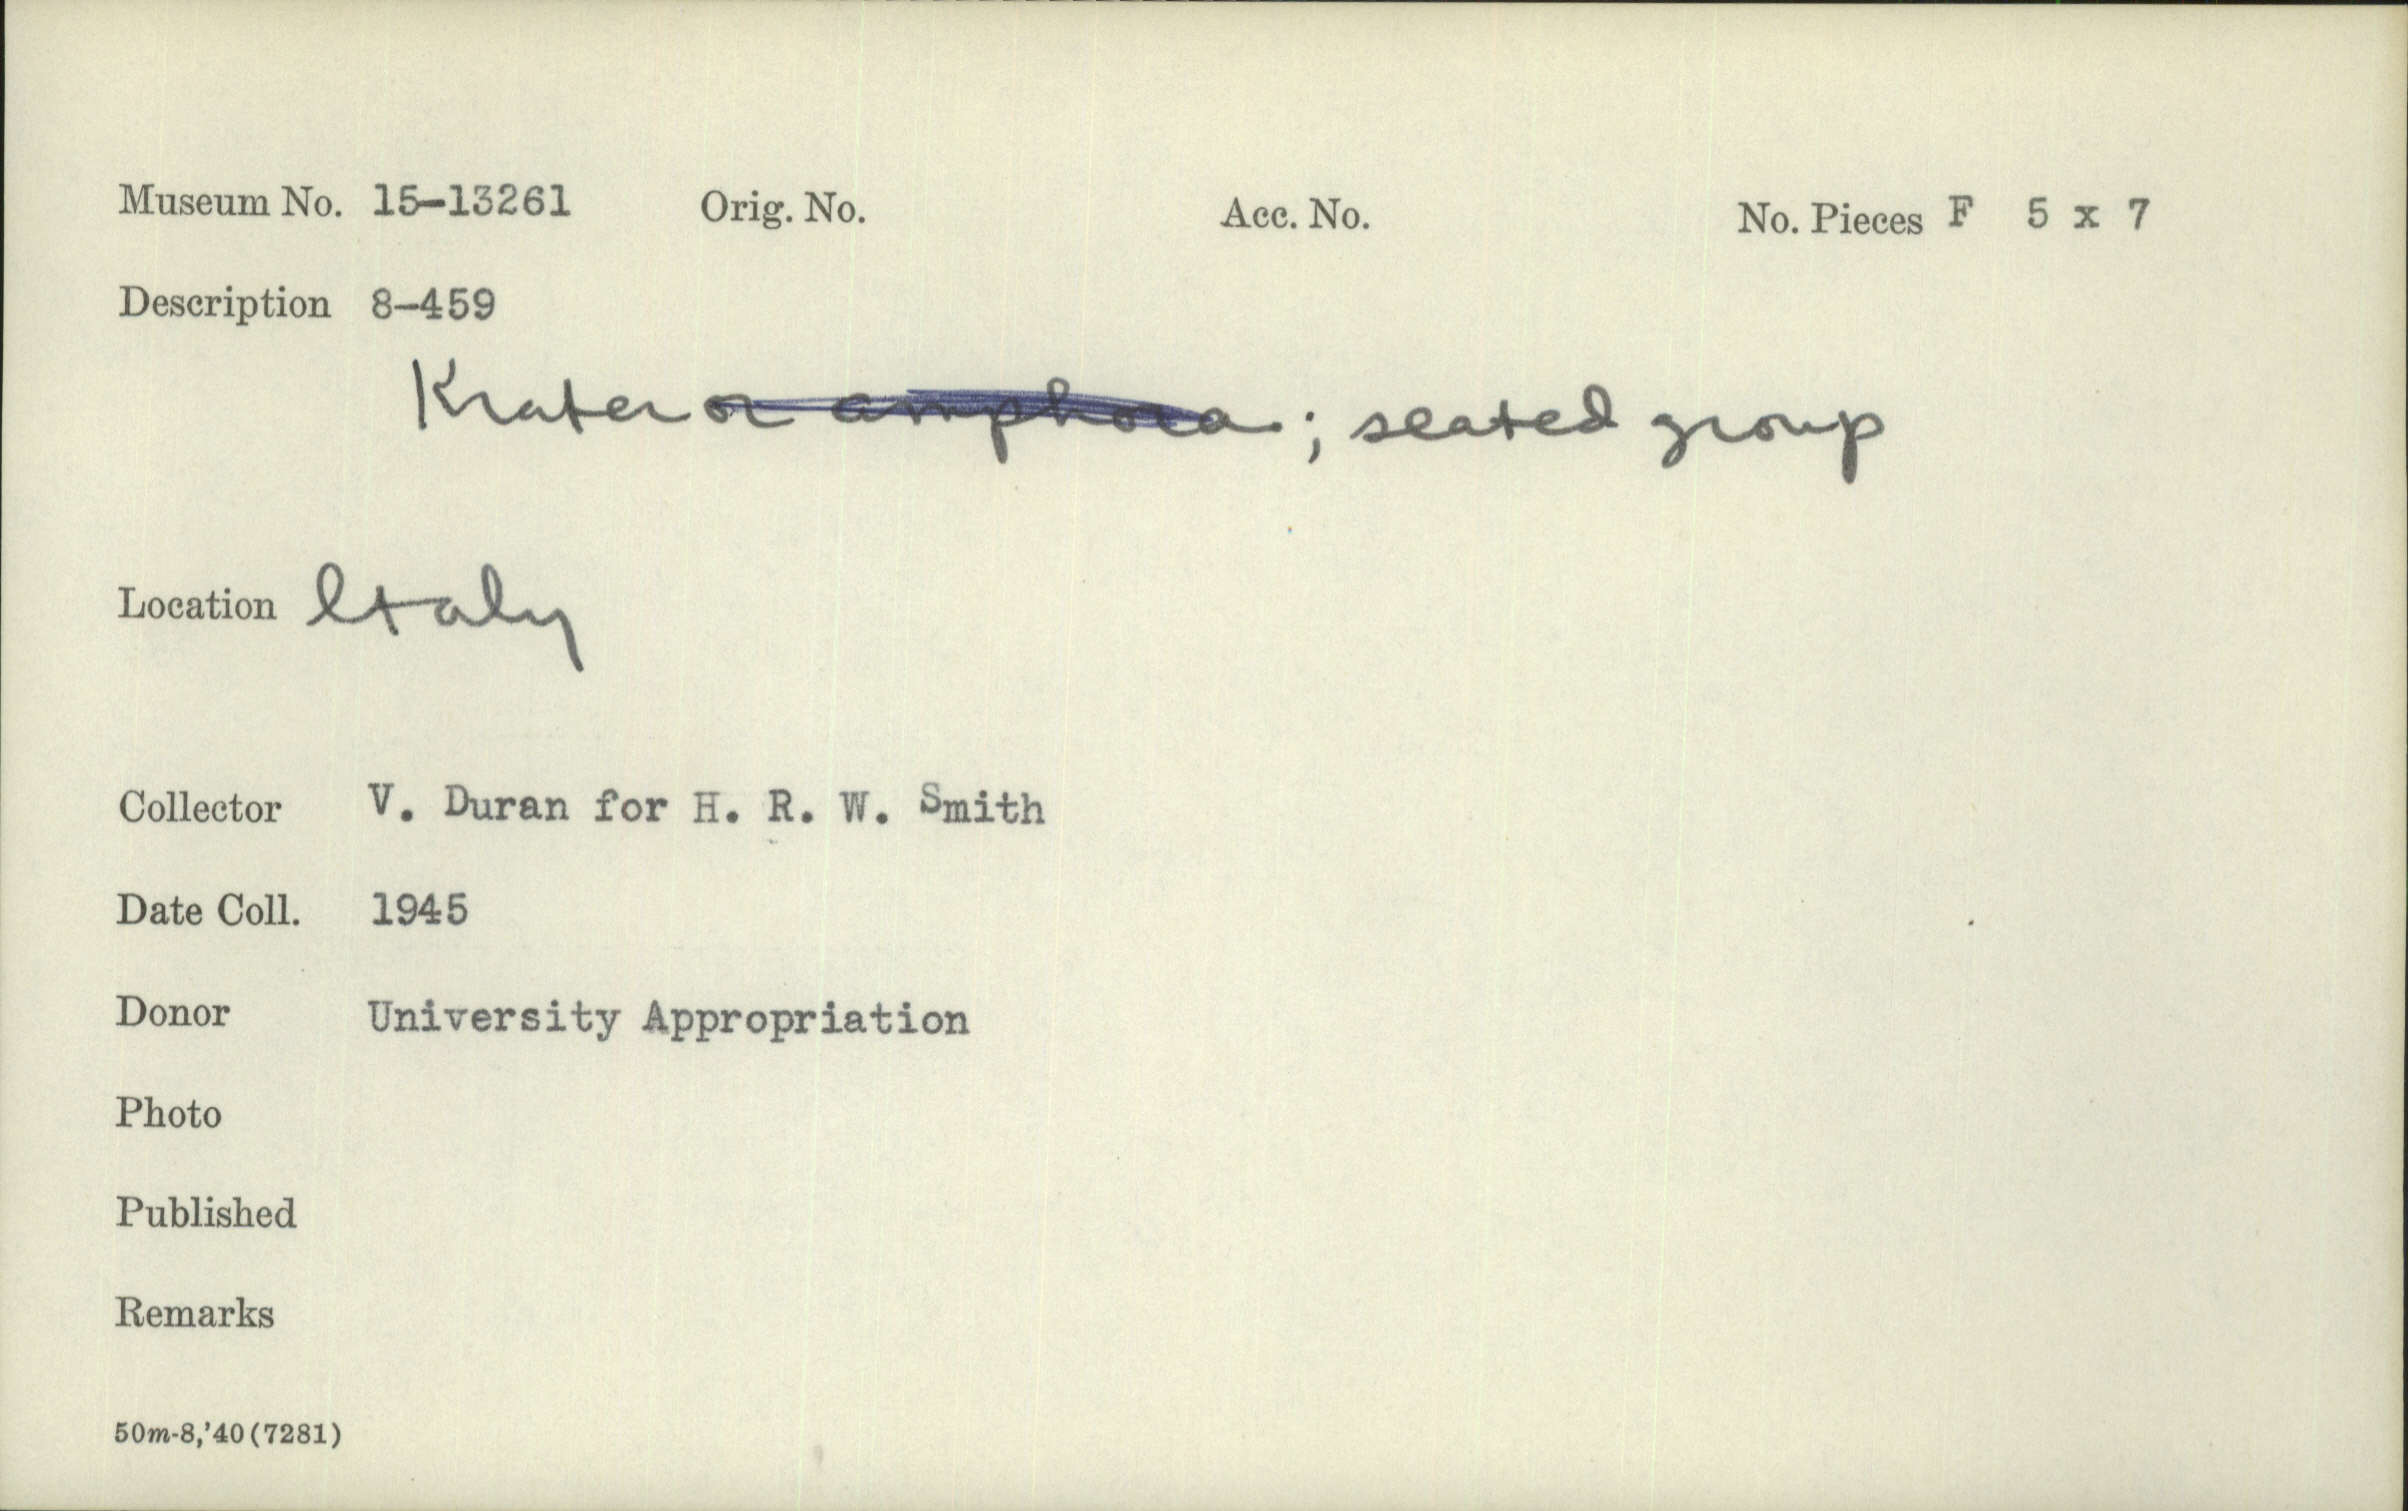 Museum No. 15-13261 Orig. No. Acc. No. No. Pieces F 5 x 7
Description 8-459
Krater or amphora; seated group
Location Italy
Collector V. Duran for H. R. W. Smith
Date Coll. 1945
Donor University Appropriation
Photo
Published
Remarks
50m-8,'40(7281)